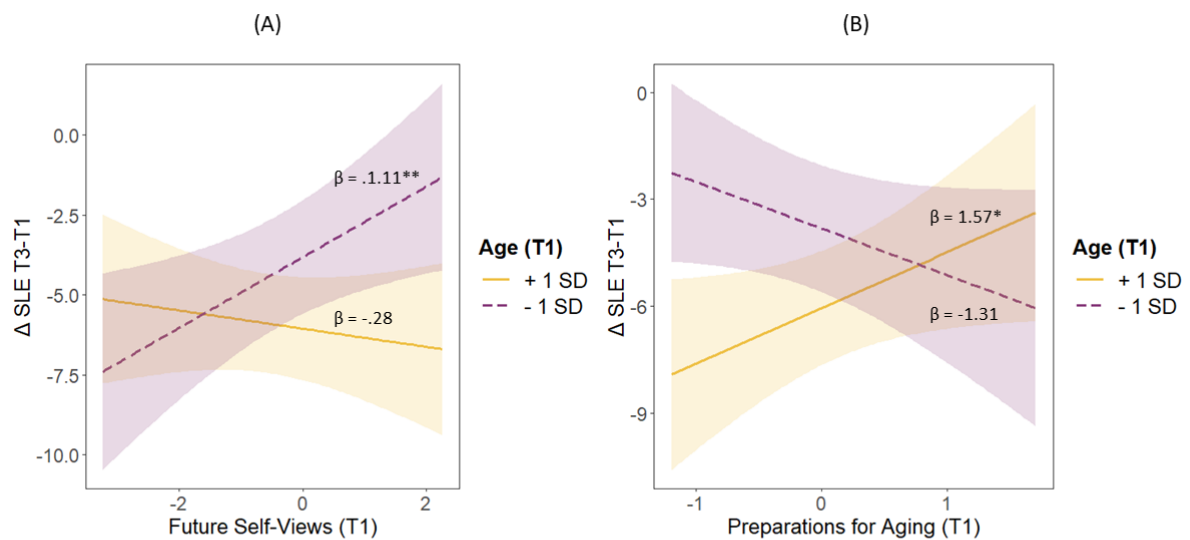 (A)
(B)
Δ SLE T3-T1
0.0
-2.5
-5.0
-7.5
-10.0
β = .1.11**
β = -.28
-2
0
2
Future Self-Views (T1)
Age (T1)
+ 1 SD
- 1 SD
Δ SLE T3-T1
0
-3
-6
-9
β = 1.57*
β = -1.31
-1
0
1
Preparations for Aging (T1)
Age (T1)
+ 1 SD
- 1 SD